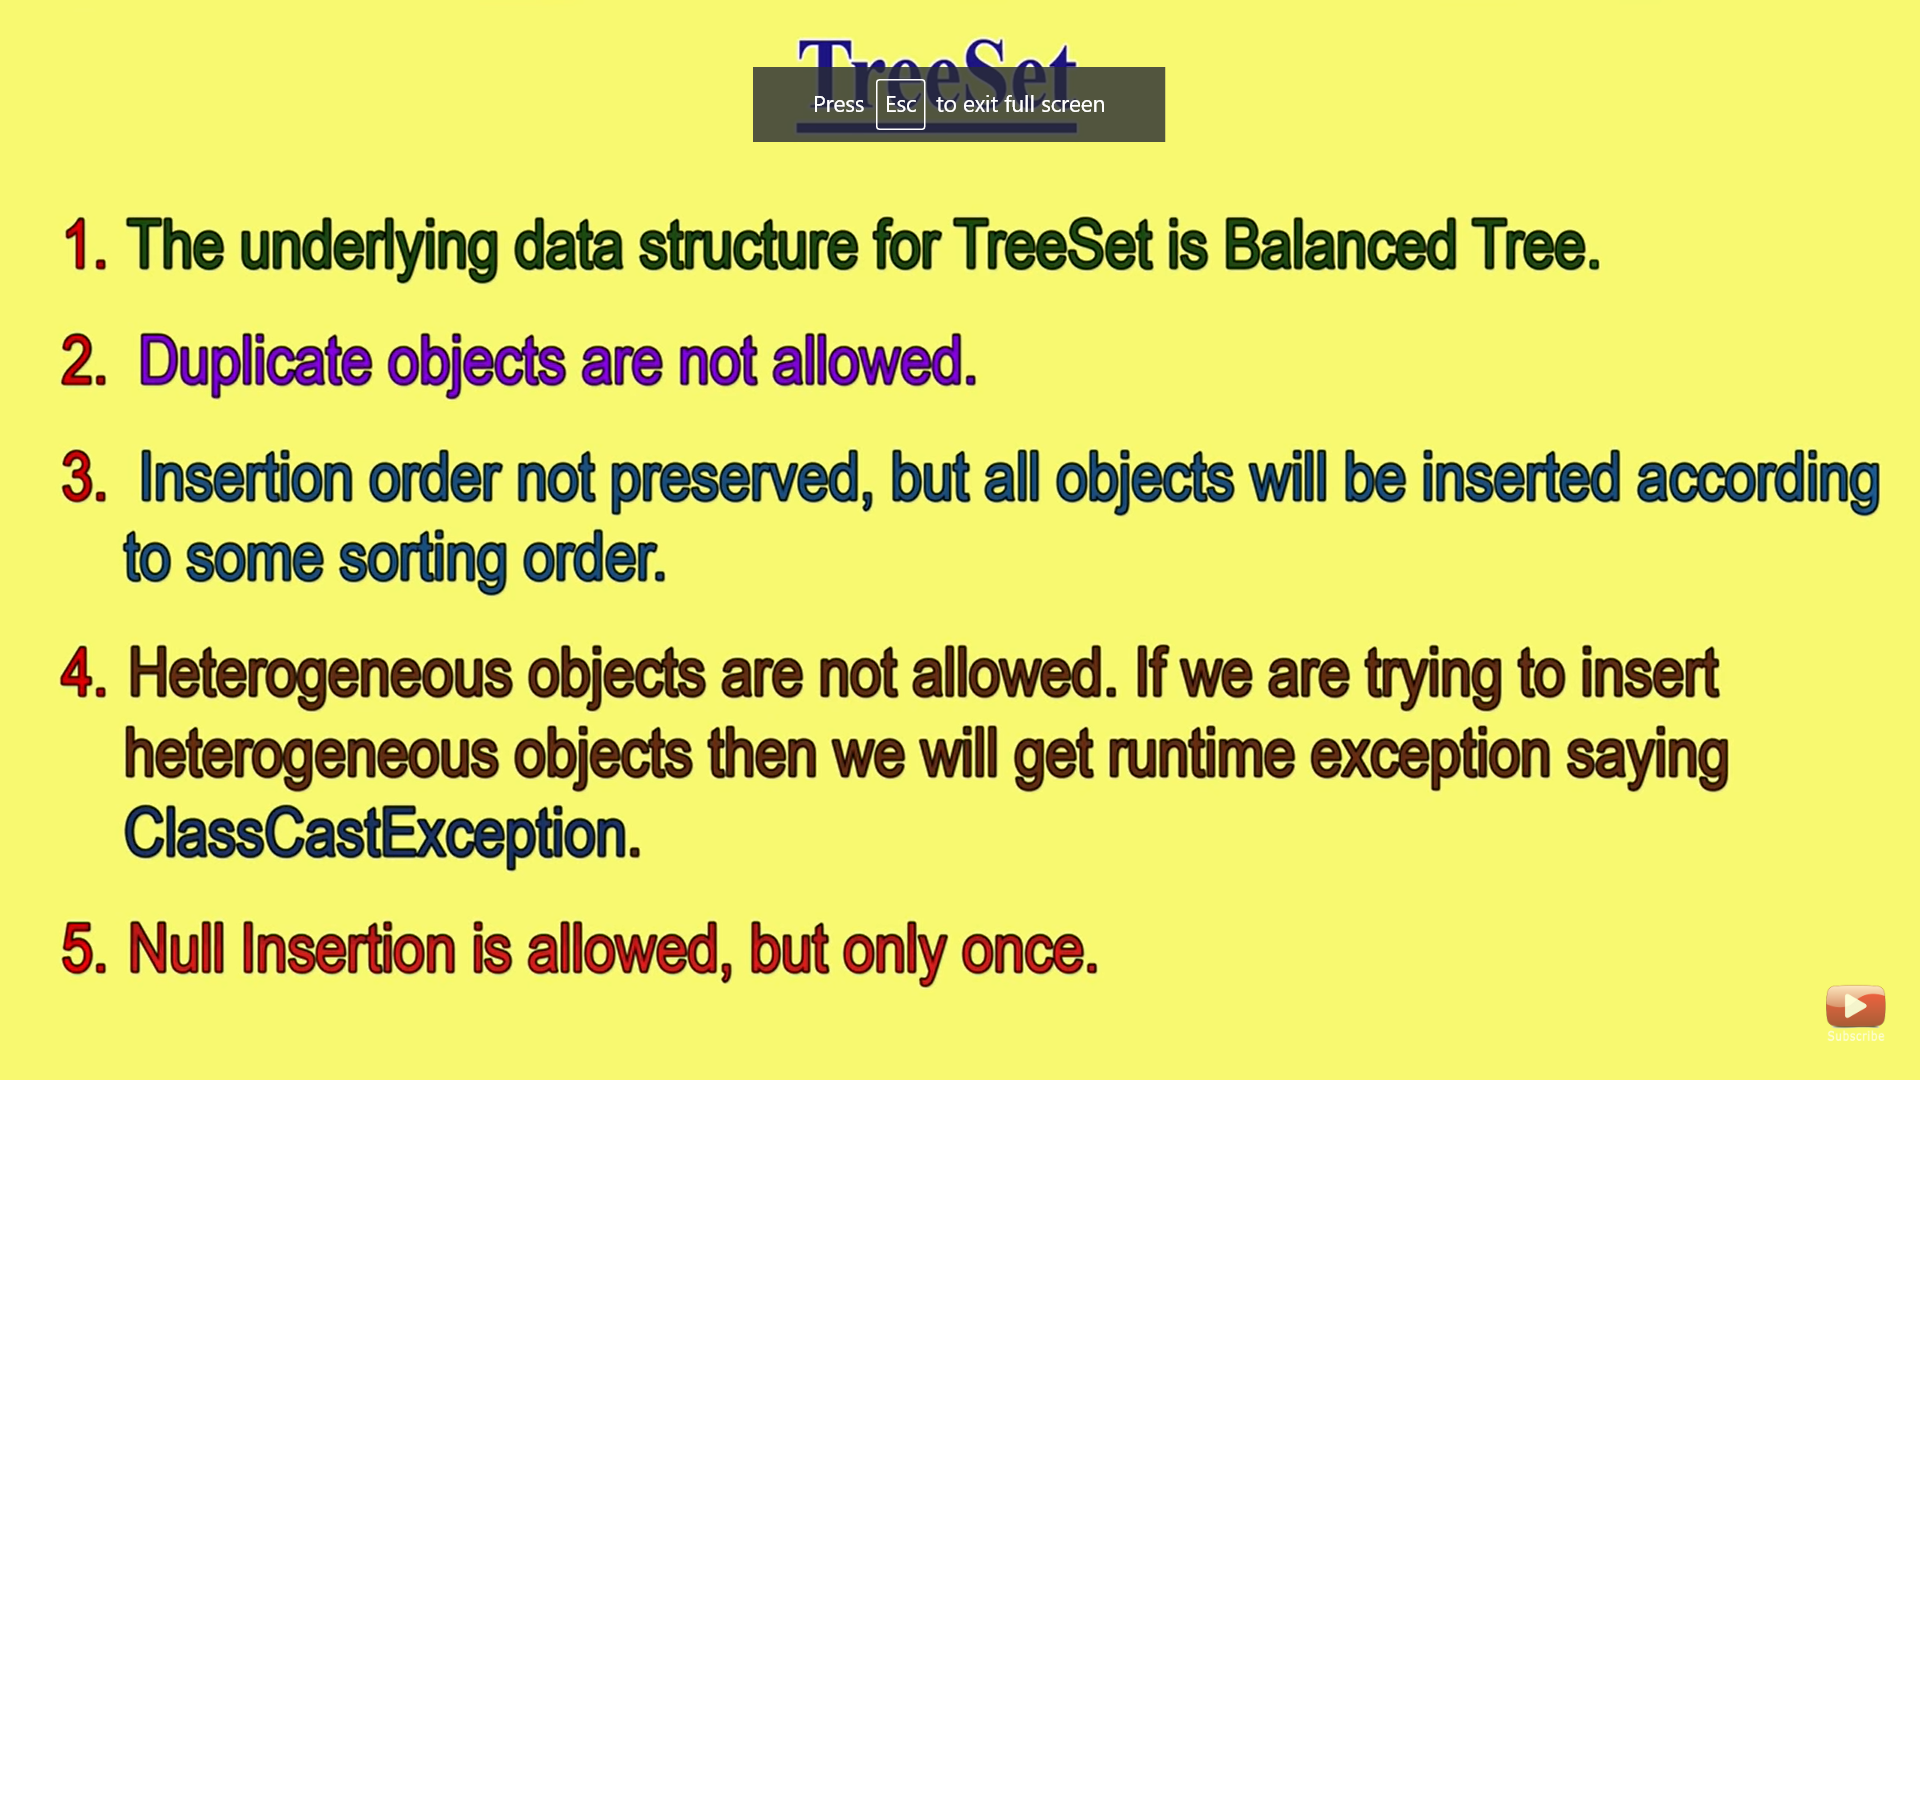 TreeSet
Press Esc to exit full screen
1. The underlying data structure for TreeSet is Balanced Tree.
2. Duplicate objects are not allowed.
3. Insertion order not preserved, but all objects will be inserted according
to some sorting order.
4. Heterogeneous objects are not allowed. If we are trying to insert
heterogeneous objects then we will get runtime exception saying
ClassCastException.
5. Null Insertion is allowed, but only once.
Subscribe